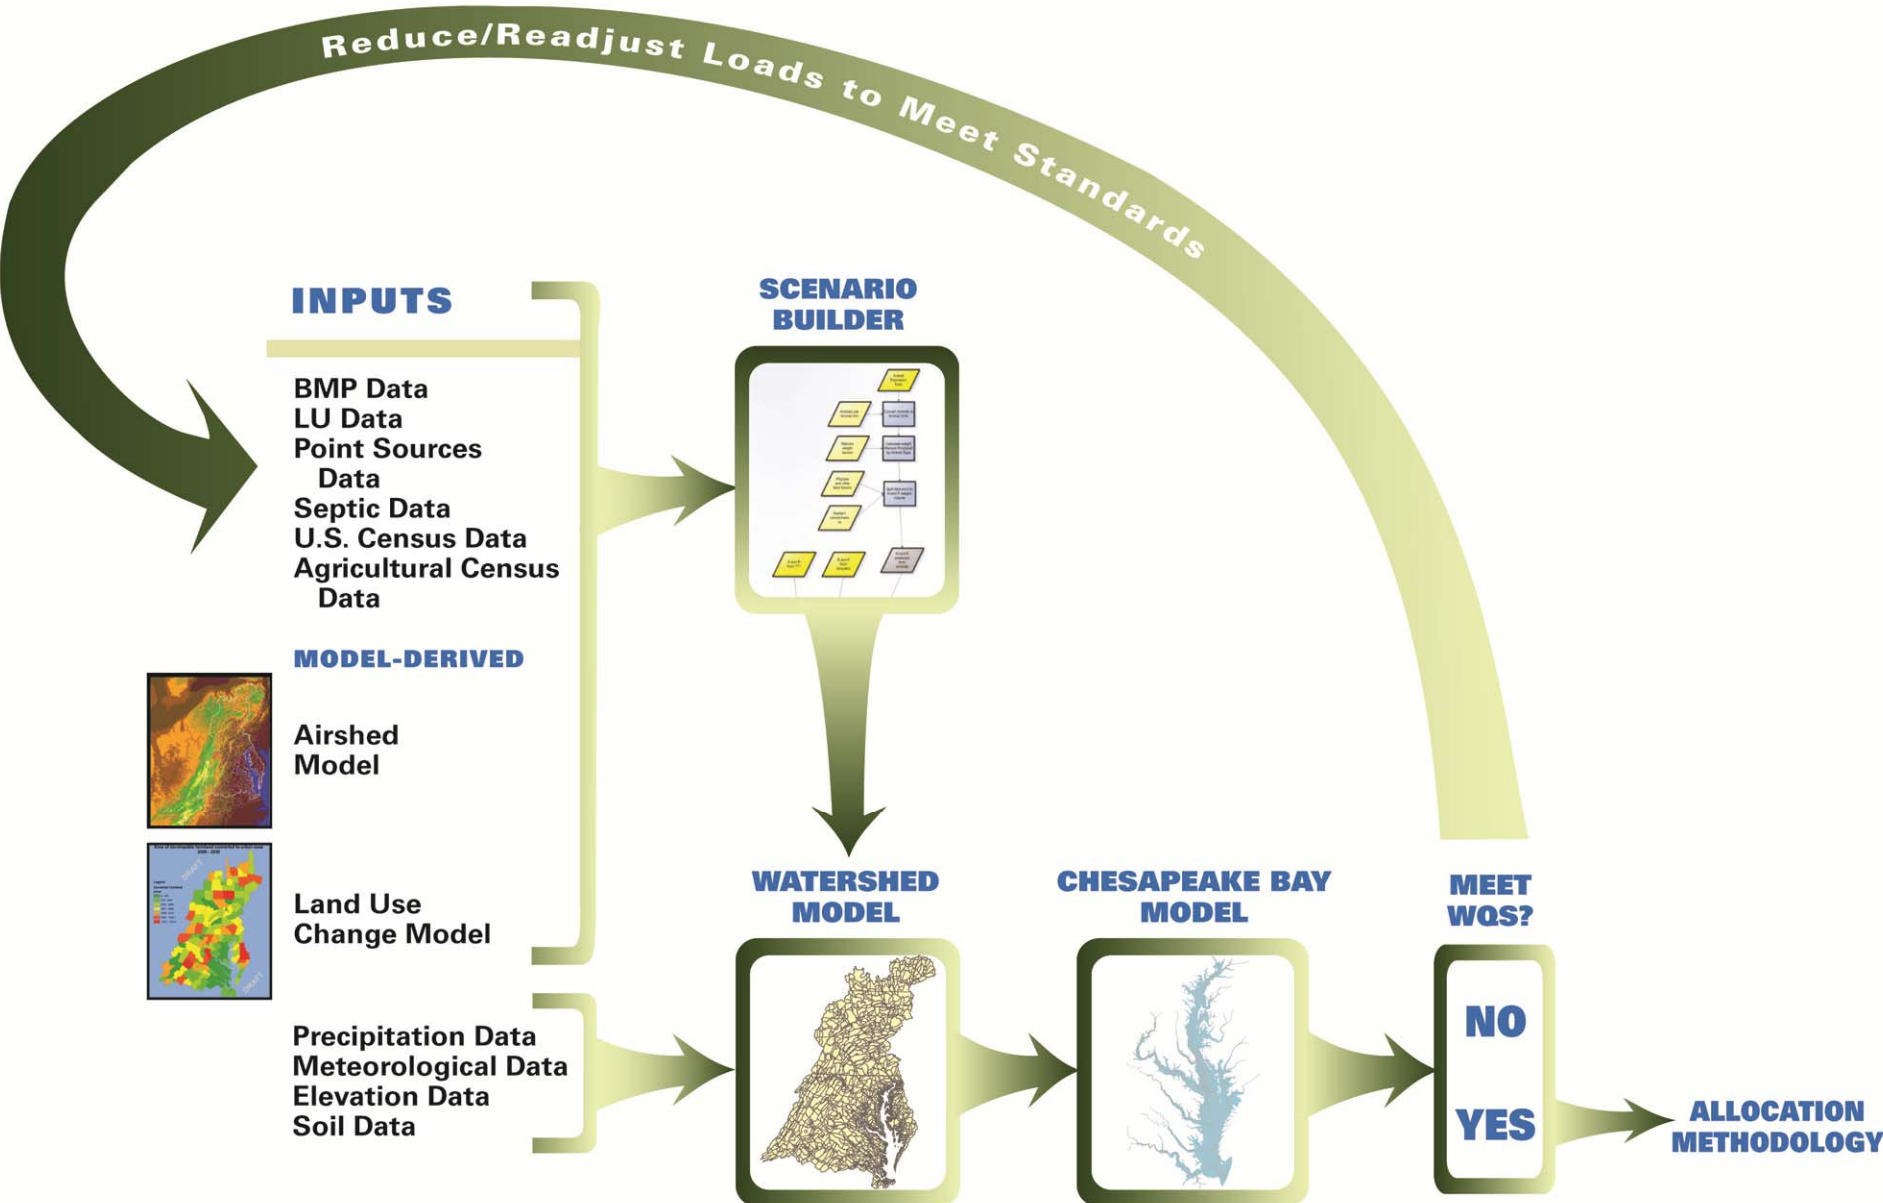 Reduce/Readjust Loads to Meet Standards
INPUTS
BMP Data
LU Data
Point Sources
Data
Septic Data
U.S. Census Data
Agricultural Census
Data
MODEL-DERIVED
Airshed
Model
DRAFT
DRAFT
Land Use
Change Model
Precipitation Data
Meteorological Data
Elevation Data
Soil Data
SCENARIO
BUILDER
WATERSHED
MODEL
CHESAPEAKE BAY
MODEL
MEET
WQS?
NO
YES
ALLOCATION
METHODOLOGY